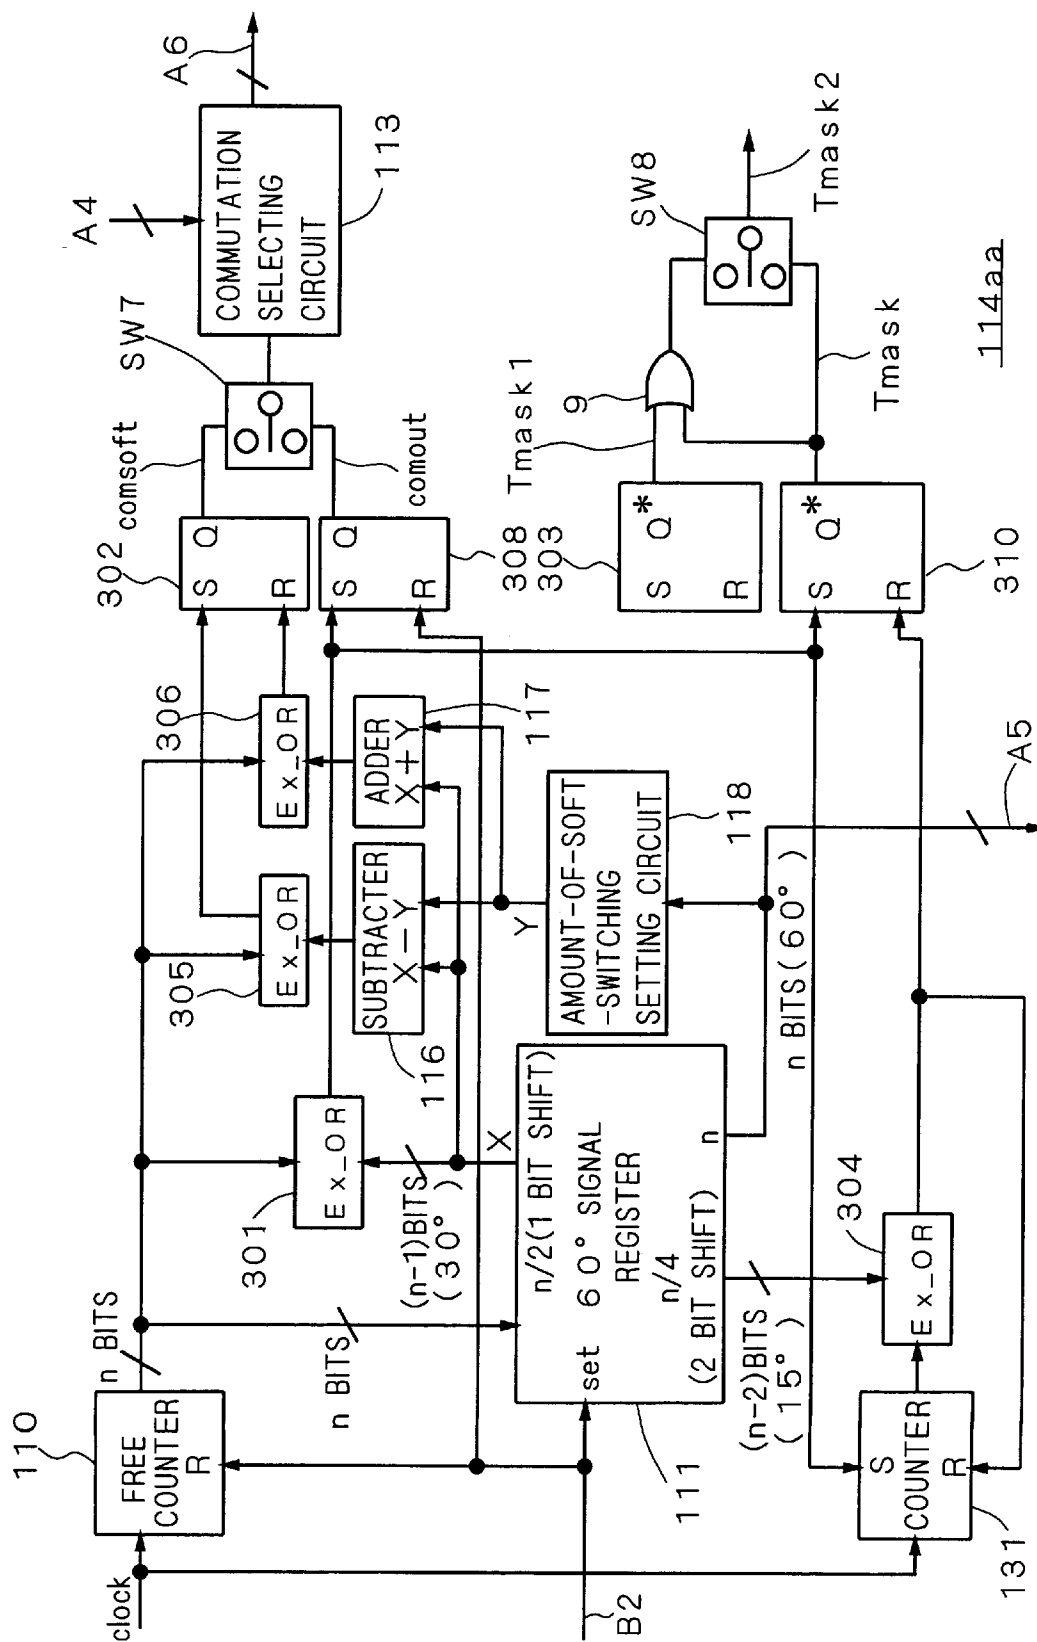 clock
110
FREE
COUNTER
R
n BITS
n BITS
301
Ex_OR
(n-1)BITS
(30°)
305
Ex_OR
306
Ex_OR
SUBTRACTER
X-Y
116
ADDER
X+Y
117
302
S
Q
R
comsoft
S
Q
R
308
comout
SW7
A4
COMMUTATION
SELECTING
CIRCUIT
113
A6
X
n/2(1 BIT SHIFT)
set
60° SIGNAL
REGISTER
n/4
(2 BIT SHIFT)
n
111
B2
Y
AMOUNT-OF-SOFT
-SWITCHING
SETTING CIRCUIT
118
n BITS(60°)
A5
303
S
Q*
R
Tmask1
9
SW8
Tmask2
S
Q*
R
310
Tmask
(n-2)BITS
(15°)
304
Ex_OR
S
COUNTER
R
131
114aa